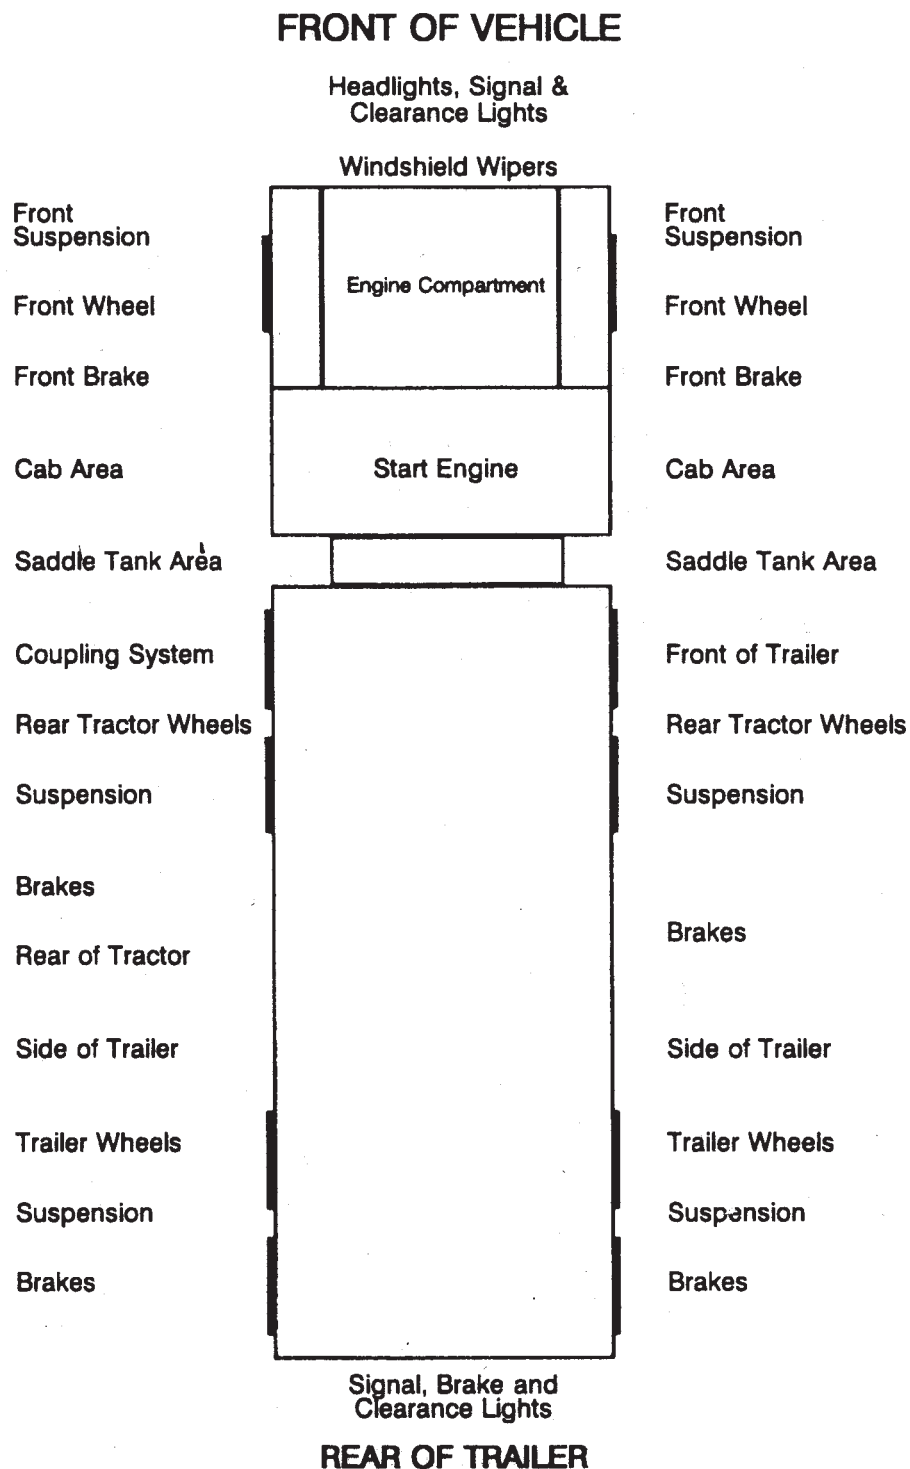 FRONT OF VEHICLE
Headlights, Signal &
Clearance Lights
Windshield Wipers
Front
Suspension
Front Wheel
Front Brake
Cab Area
Saddle Tank Area
Coupling System
Rear Tractor Wheels
Suspension
Brakes
Rear of Tractor
Side of Trailer
Trailer Wheels
Suspension
Brakes
Engine Compartment
Start Engine
Front
Suspension
Front Wheel
Front Brake
Cab Area
Saddle Tank Area
Front of Trailer
Rear Tractor Wheels
Suspension
Brakes
Side of Trailer
Trailer Wheels
Suspension
Brakes
Signal, Brake and
Clearance Lights
REAR OF TRAILER